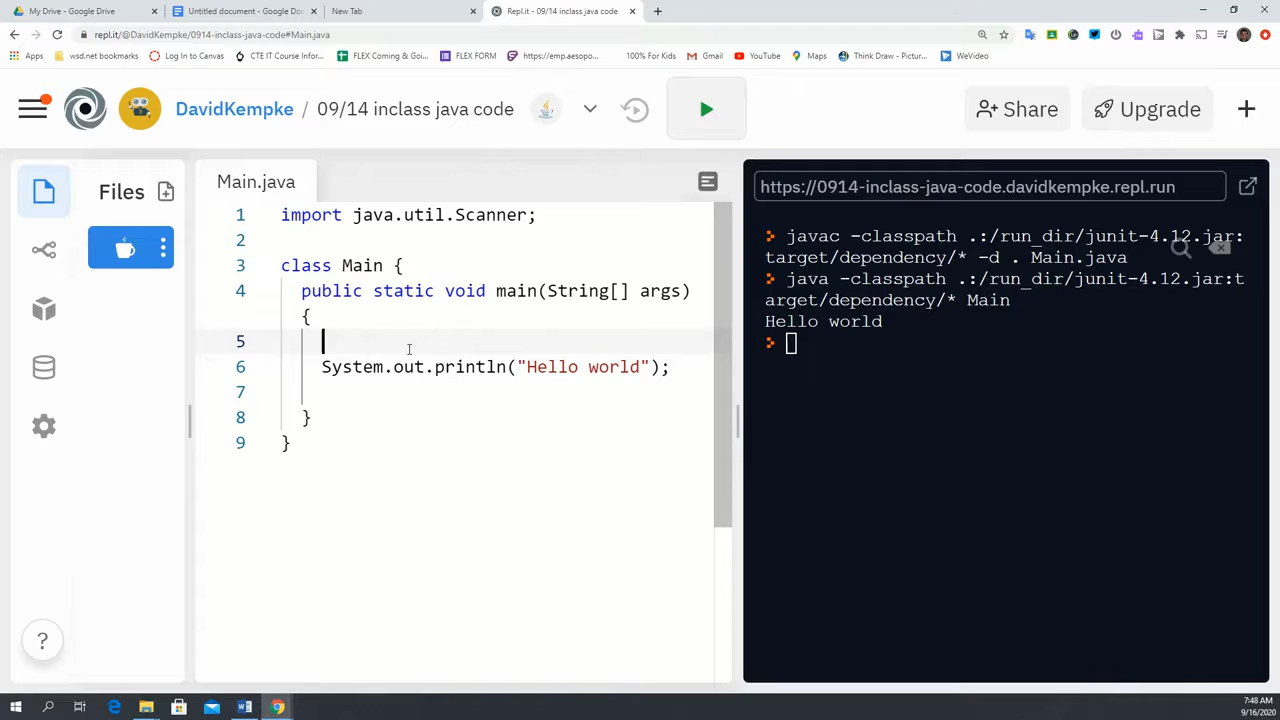 My Drive - Google Drive
Untitled document - Google Do
New Tab
Repl.it - 09/14 inclass java code
repl.it/@DavidKempke/0914-inclass-java-code#Main.java
Apps
wsd.net bookmarks
Log In to Canvas
CTE IT Course Infor...
FLEX Coming & Goi...
FLEX FORM
https://emp.aesopo...
100% For Kids
Gmail
YouTube
Maps
Think Draw - Pictur...
WeVideo
DavidKempke / 09/14 inclass java code
Share
Upgrade
Files
Main.java
1 import java.util.Scanner;
2
3 class Main {
4 public static void main(String[] args)
{
5
6 System.out.println("Hello world");
7
8 }
9 }
?
https://0914-inclass-java-code.davidkempke.repl.run
javac -classpath .:/run_dir/junit-4.12.jar:
target/dependency/* -d . Main.java
java -classpath .:/run_dir/junit-4.12.jar:t
arget/dependency/* Main
Hello world
7:48 AM
9/16/2020